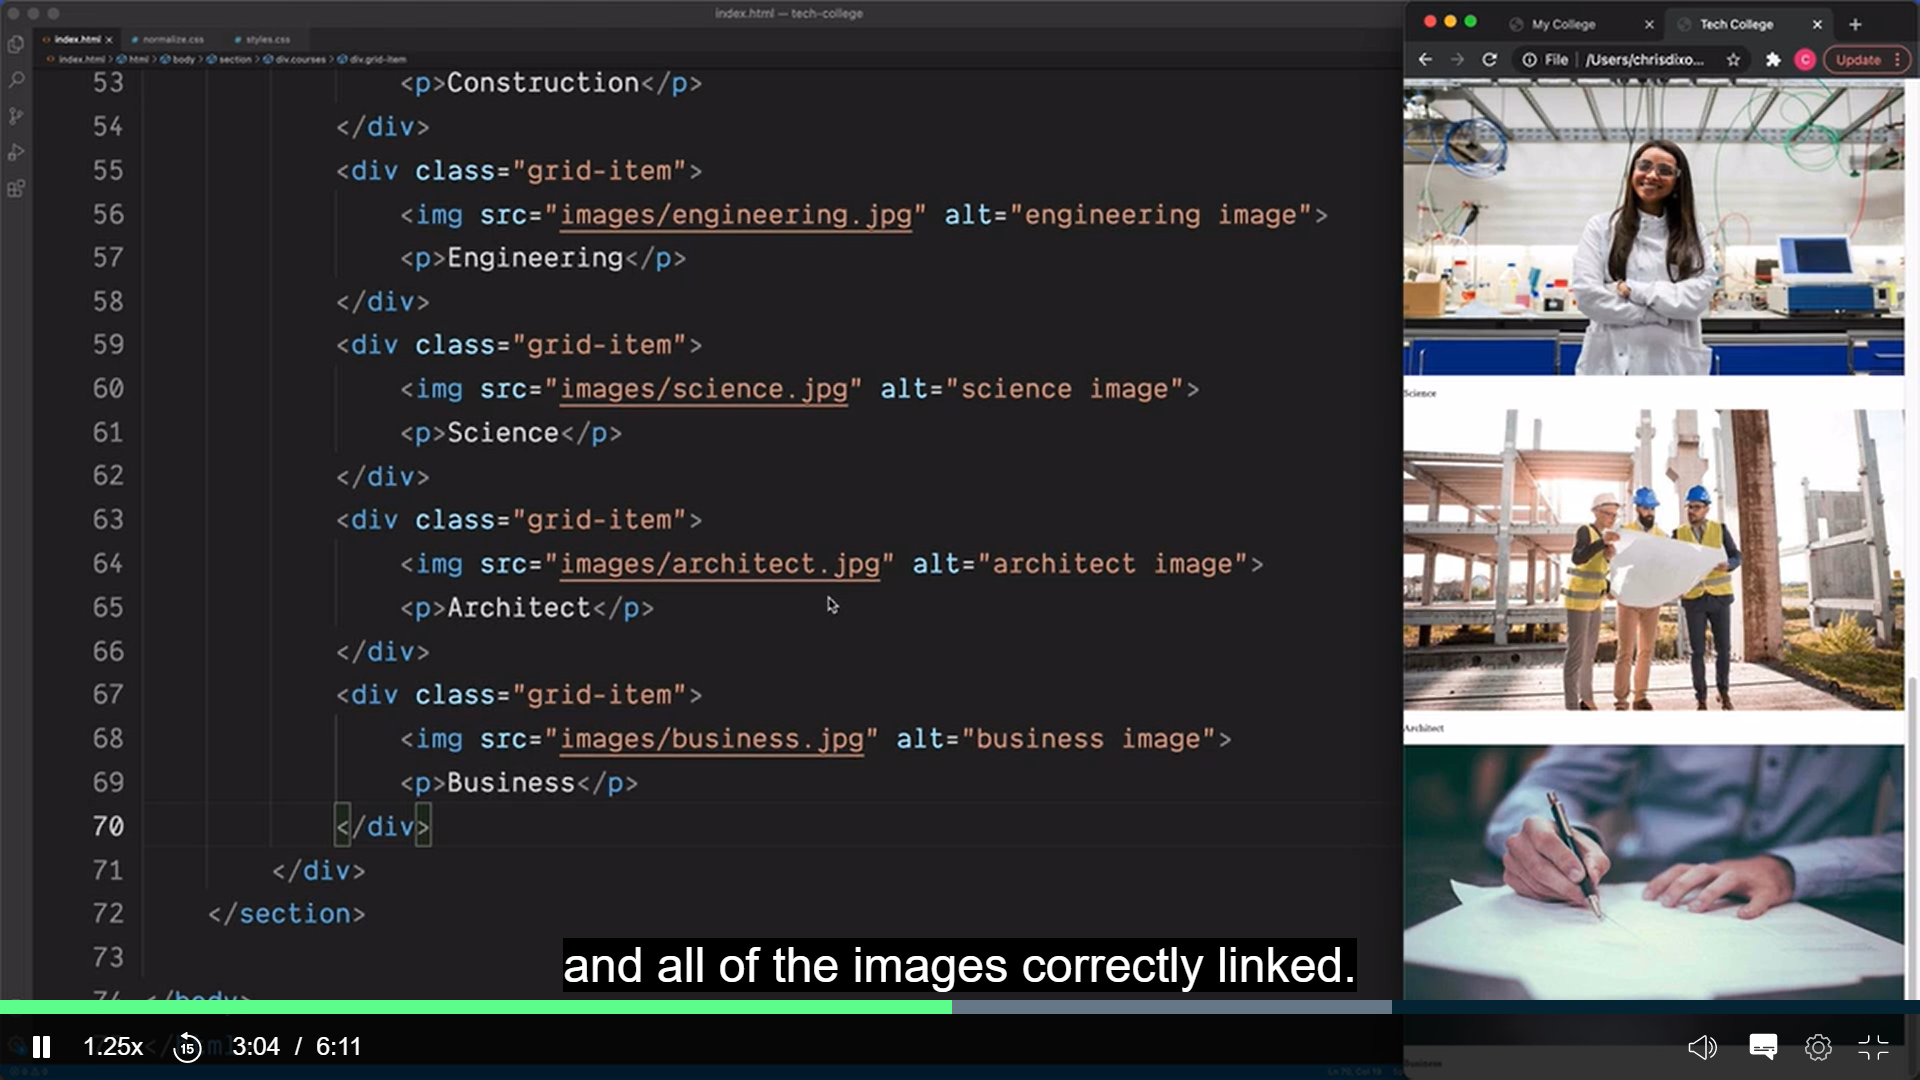 index.html — tech-college
index.html
normalize.css
styles.css
index.html > html > body > section > div.courses > div.grid-item
53 <p>Construction</p>
54 </div>
55 <div class="grid-item">
56 <img src="images/engineering.jpg" alt="engineering image">
57 <p>Engineering</p>
58 </div>
59 <div class="grid-item">
60 <img src="images/science.jpg" alt="science image">
61 <p>Science</p>
62 </div>
63 <div class="grid-item">
64 <img src="images/architect.jpg" alt="architect image">
65 <p>Architect</p>
66 </div>
67 <div class="grid-item">
68 <img src="images/business.jpg" alt="business image">
69 <p>Business</p>
70 </div>
71 </div>
72 </section>
73
74 </body>
My College
Tech College
File
/Users/chrisdixo...
C
Update
Science
Architect
Business
and all of the images correctly linked.
1.25x
15
3:04 / 6:11